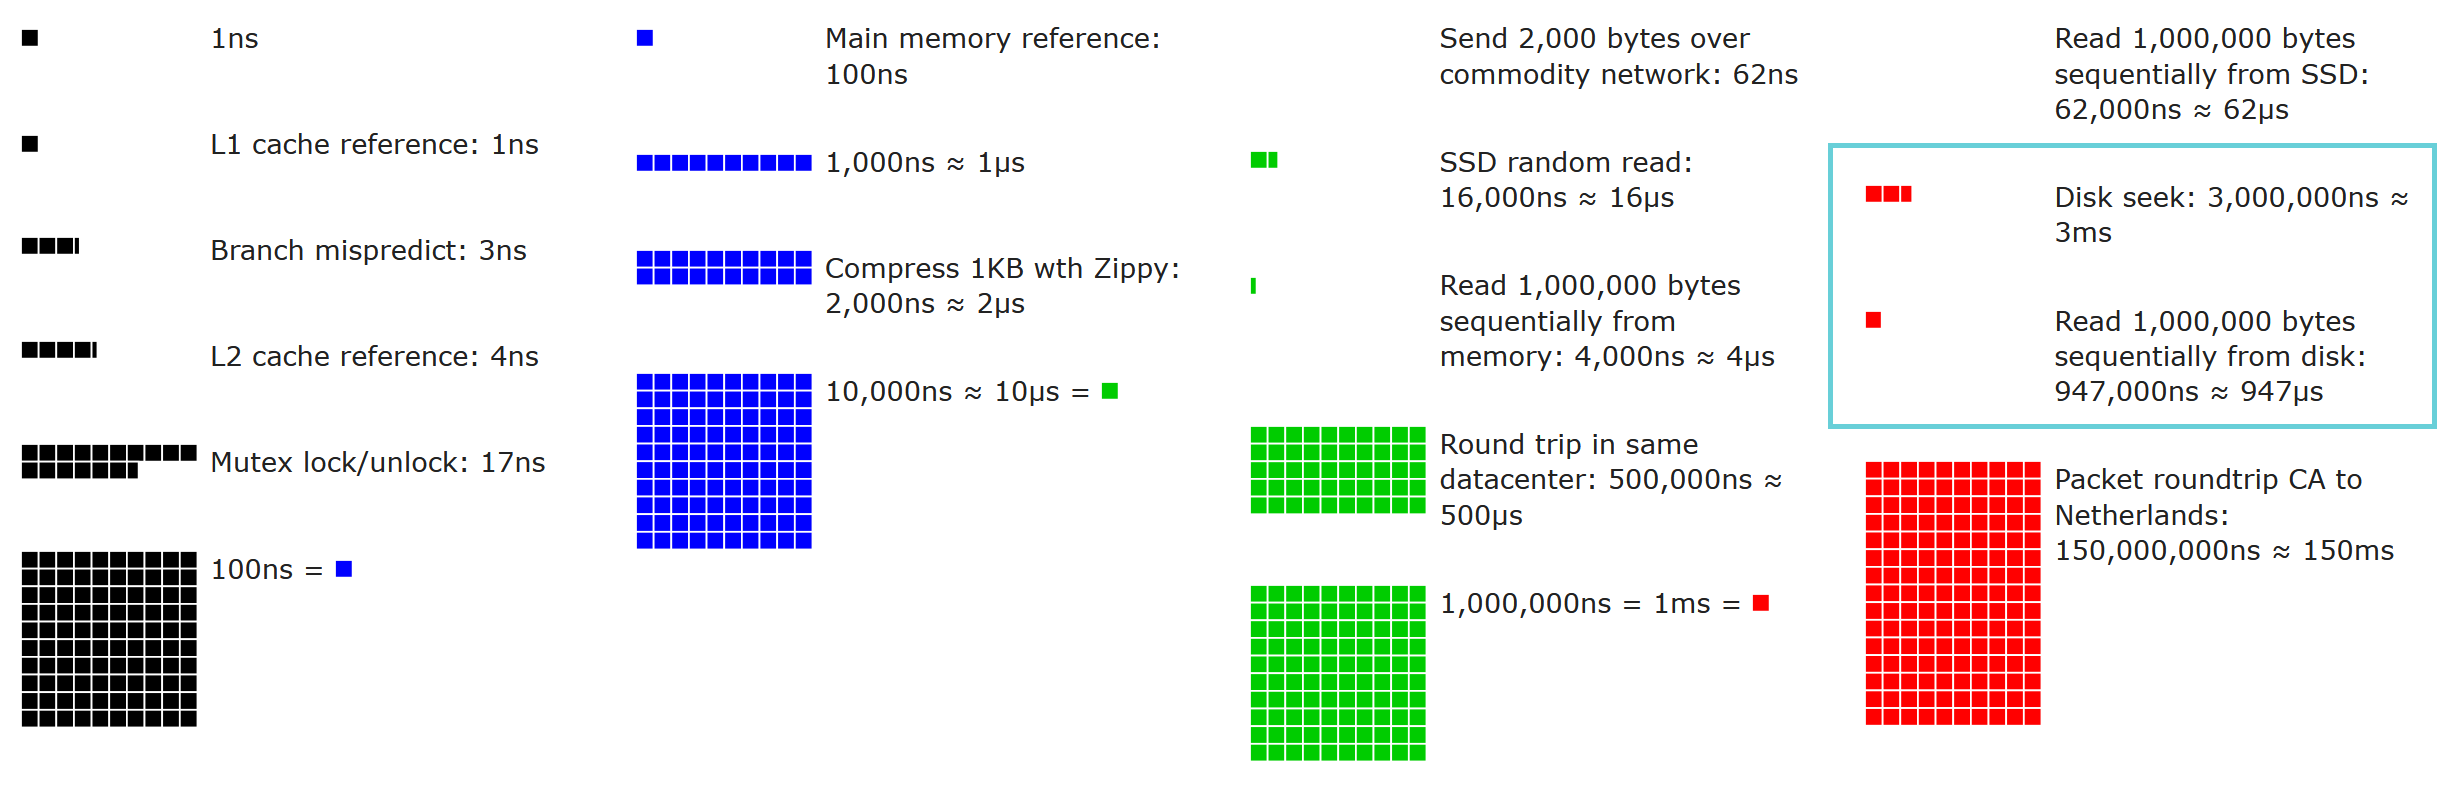 1ns
L1 cache reference: 1ns
Branch mispredict: 3ns
L2 cache reference: 4ns
Mutex lock/unlock: 17ns
100ns =
Main memory reference:
100ns
1,000ns ≈ 1μs
Compress 1KB wth Zippy:
2,000ns ≈ 2μs
10,000ns ≈ 10μs =
Send 2,000 bytes over
commodity network: 62ns
SSD random read:
16,000ns ≈ 16μs
Read 1,000,000 bytes
sequentially from
memory: 4,000ns ≈ 4μs
Round trip in same
datacenter: 500,000ns ≈
500μs
1,000,000ns = 1ms =
Read 1,000,000 bytes
sequentially from SSD:
62,000ns ≈ 62μs
Disk seek: 3,000,000ns ≈
3ms
Read 1,000,000 bytes
sequentially from disk:
947,000ns ≈ 947μs
Packet roundtrip CA to
Netherlands:
150,000,000ns ≈ 150ms